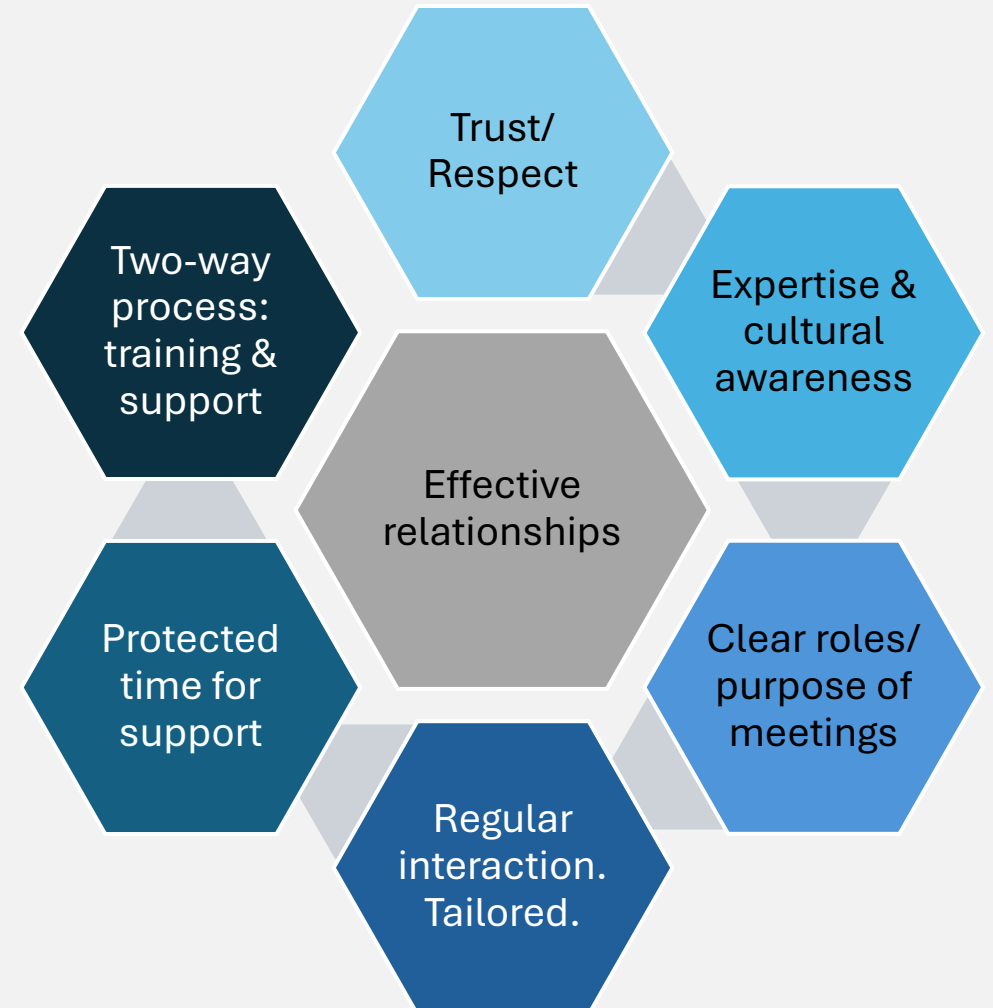 Trust/
Respect
Expertise &
cultural
awareness
Clear roles/
purpose of
meetings
Regular
interaction.
Tailored.
Protected
time for
support
Two-way
process:
training &
support
Effective
relationships